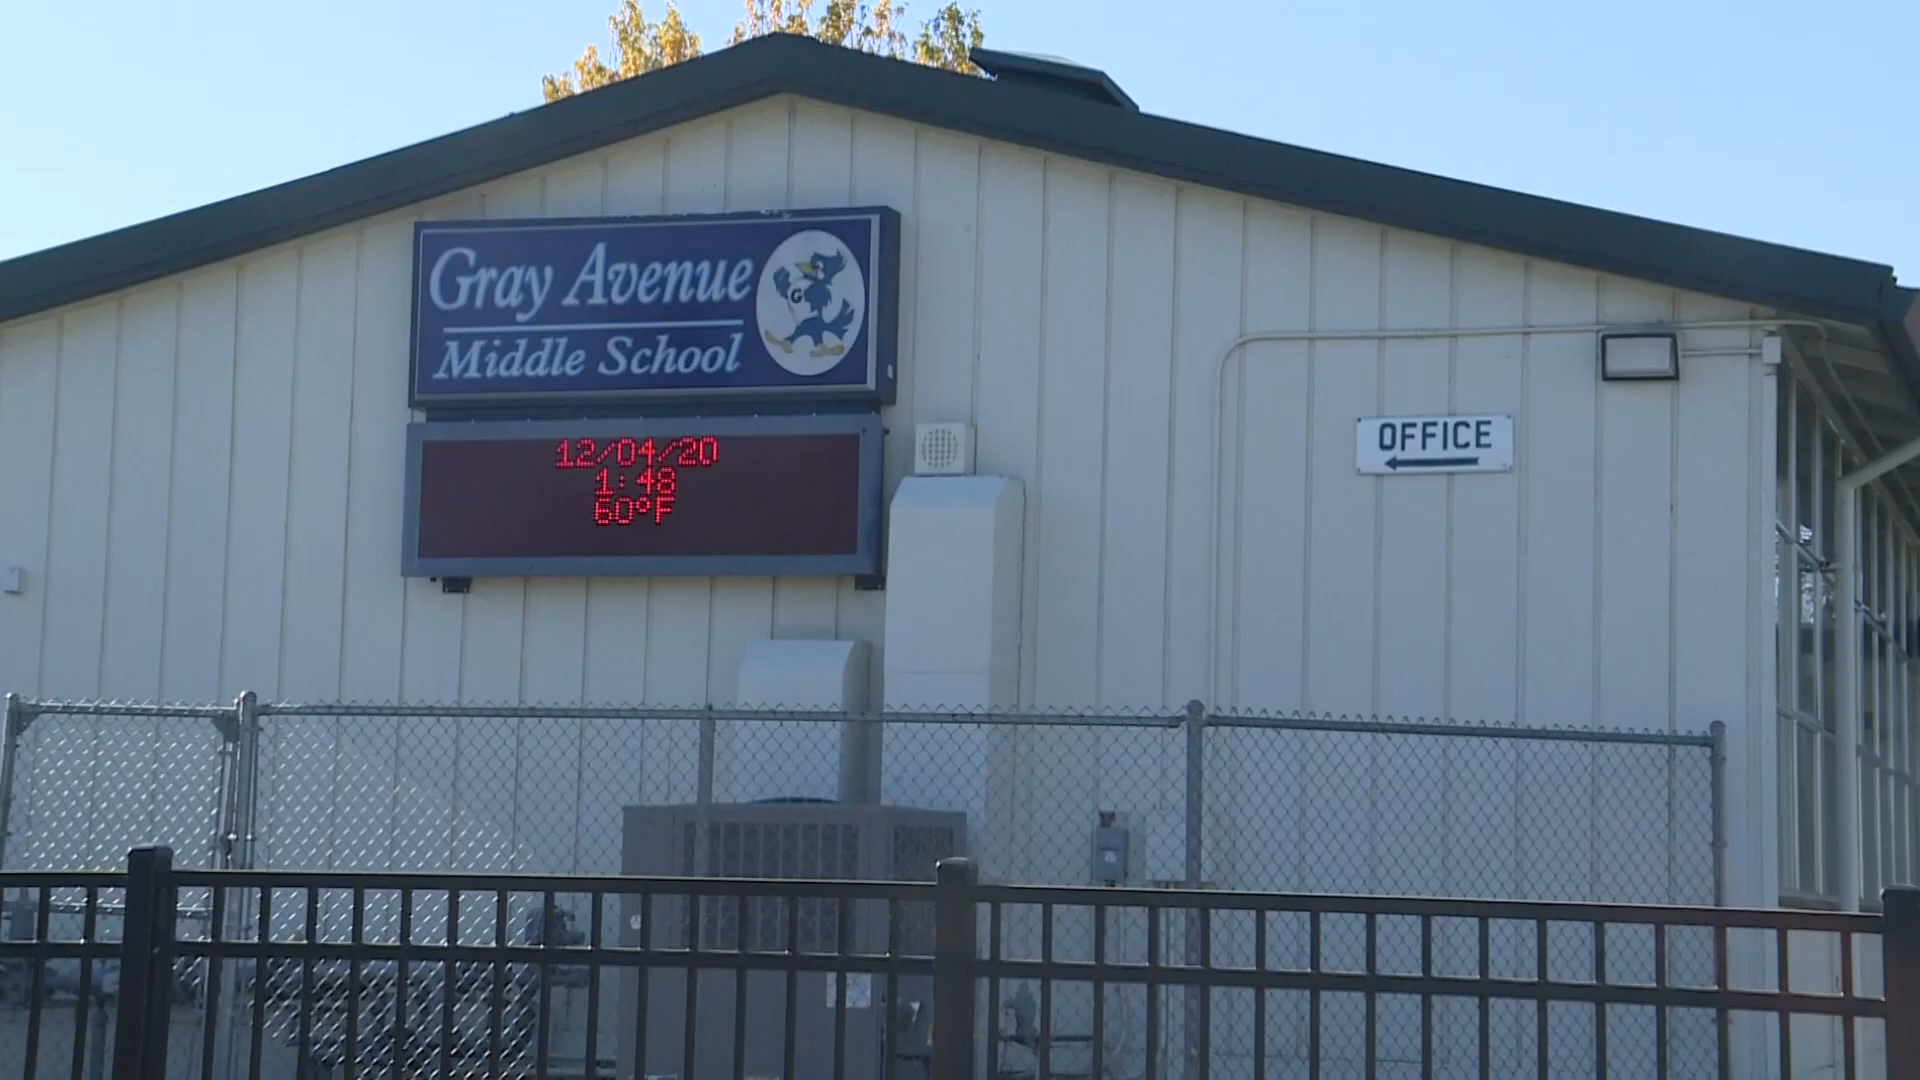 Gray Avenue
Middle School
G
12/04/20
1:48
60°F
OFFICE